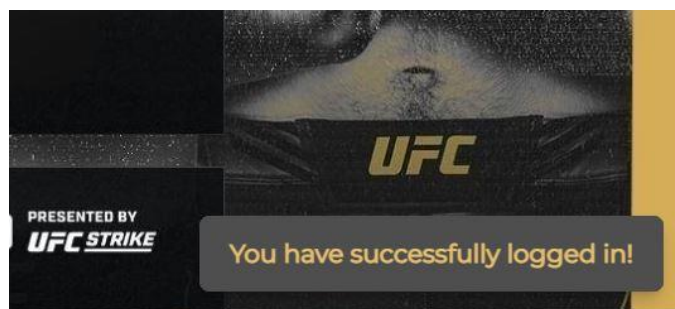 UFC
PRESENTED BY
UFC STRIKE
You have successfully logged in!